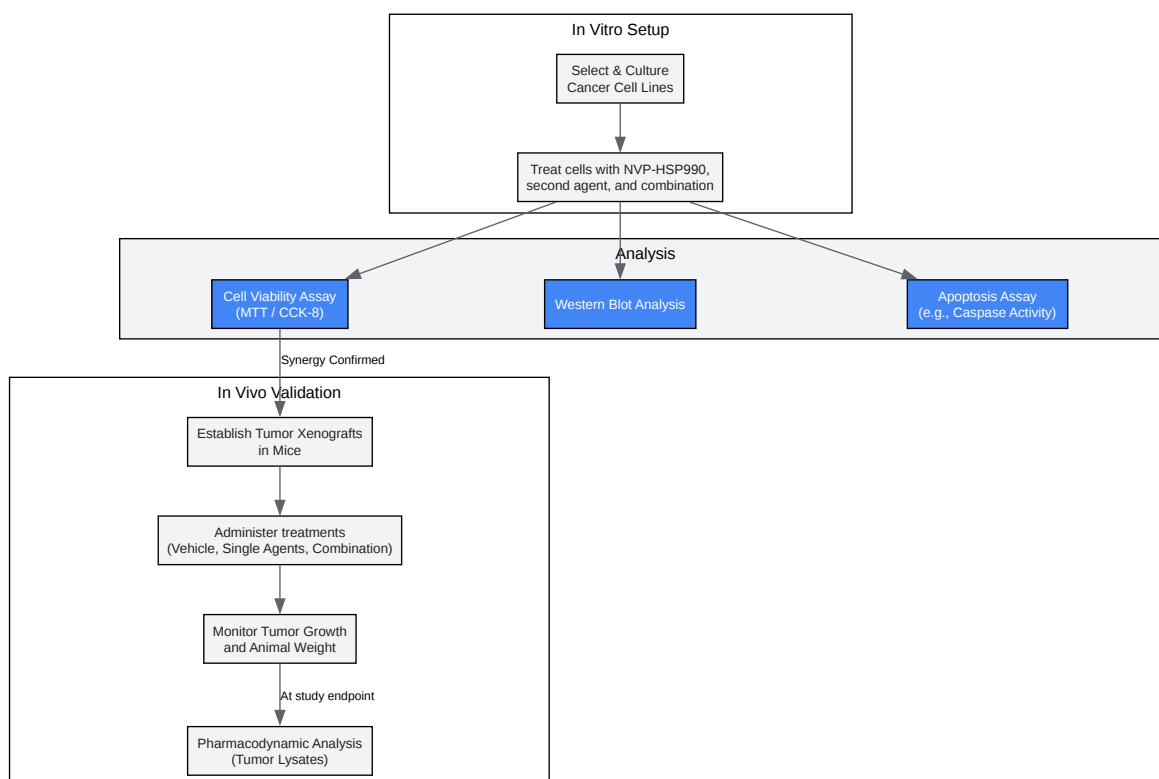 In Vitro Setup
Select & Culture
Cancer Cell Lines
Treat cells with NVP-HSP990,
second agent, and combination
Analysis
Cell Viability Assay
(MTT / CCK-8)
Western Blot Analysis
Apoptosis Assay
(e.g., Caspase Activity)
Synergy Confirmed
In Vivo Validation
Establish Tumor Xenografts
in Mice
Administer treatments
(Vehicle, Single Agents, Combination)
Monitor Tumor Growth
and Animal Weight
At study endpoint
Pharmacodynamic Analysis
(Tumor Lysates)